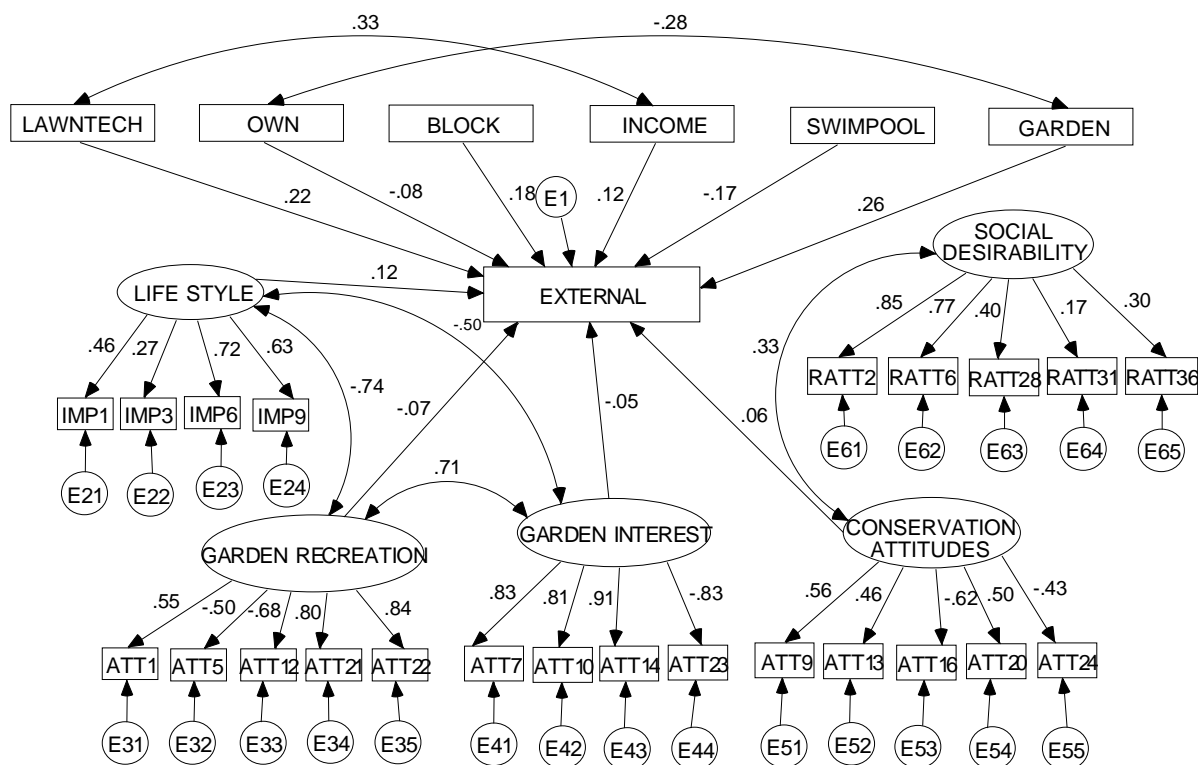 .33
-.28
LAWNTECH
OWN
BLOCK
INCOME
SWIMPOOL
GARDEN
.22
-.08
.18
E1
.12
-.17
.26
SOCIAL
DESIRABILITY
LIFE STYLE
.12
EXTERNAL
-.50
.33
.85
.77
.40
.17
.30
.46
.27
.72
.63
-.74
-.07
-.05
.06
RATT2
RATT6
RATT28
RATT31
RATT36
IMP1
IMP3
IMP6
IMP9
E61
E62
E63
E64
E65
E21
E22
E23
E24
.71
GARDEN RECREATION
GARDEN INTEREST
CONSERVATION
ATTITUDES
.55
-.50
-.68
.80
.84
.83
.81
.91
-.83
.56
.46
-.62
.50
-.43
ATT1
ATT5
ATT12
ATT21
ATT22
ATT7
ATT10
ATT14
ATT23
ATT9
ATT13
ATT16
ATT20
ATT24
E31
E32
E33
E34
E35
E41
E42
E43
E44
E51
E52
E53
E54
E55